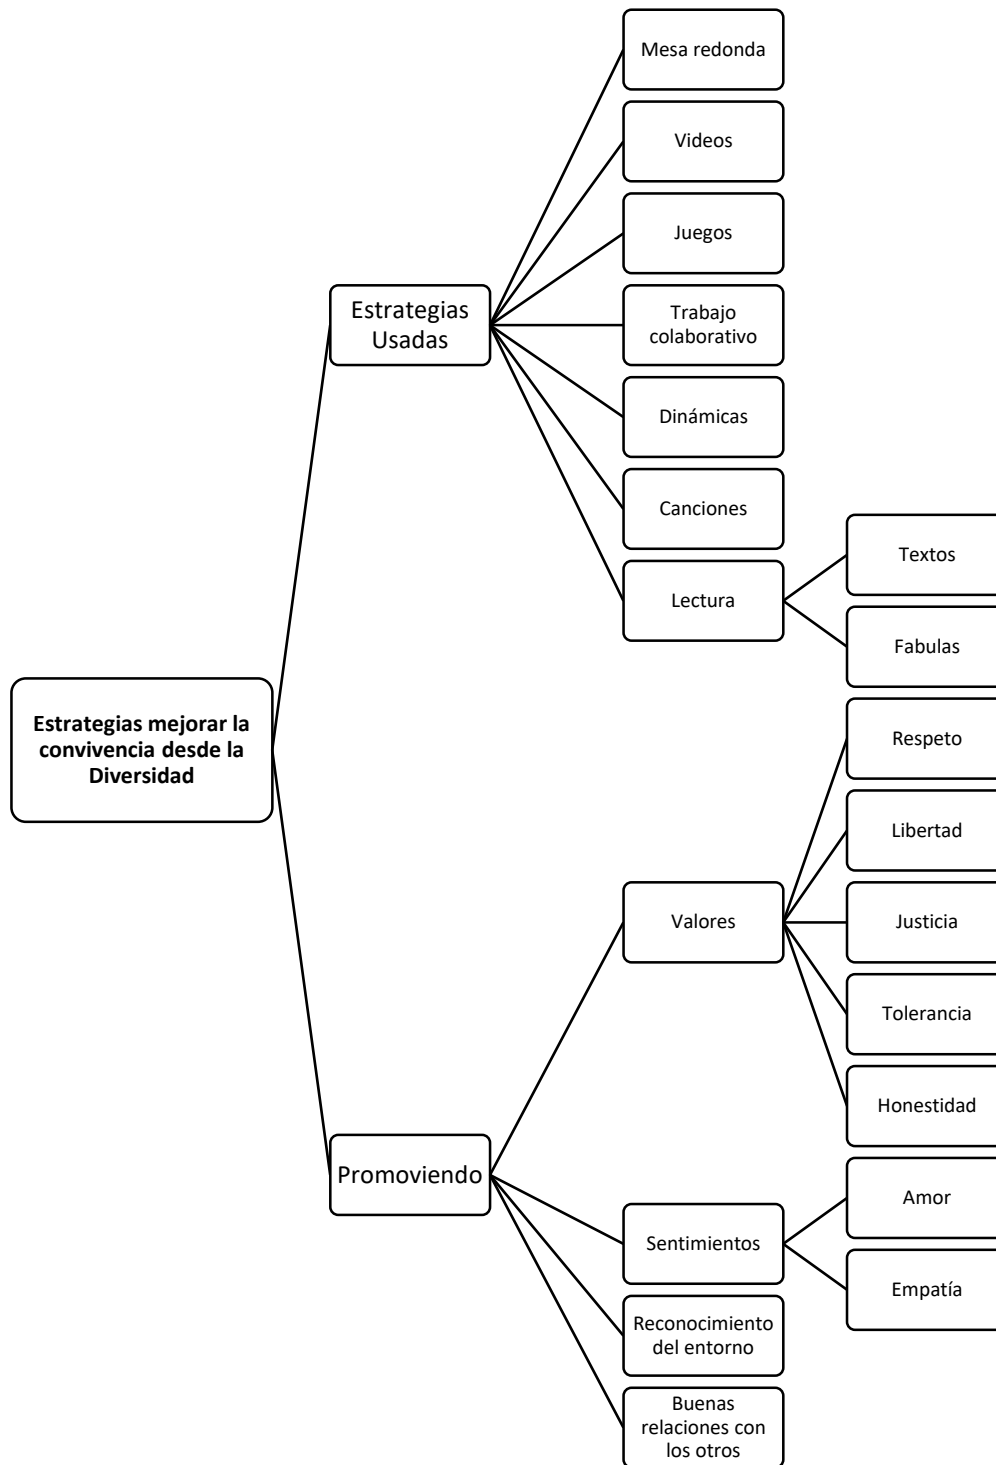 Mesa redonda
Videos
Juegos
Estrategias
Usadas
Trabajo
colaborativo
Dinámicas
Canciones
Lectura
Textos
Fabulas
Estrategias mejorar la
convivencia desde la
Diversidad
Respeto
Libertad
Valores
Justicia
Tolerancia
Honestidad
Promoviendo
Sentimientos
Amor
Empatía
Reconocimiento
del entorno
Buenas
relaciones con
los otros